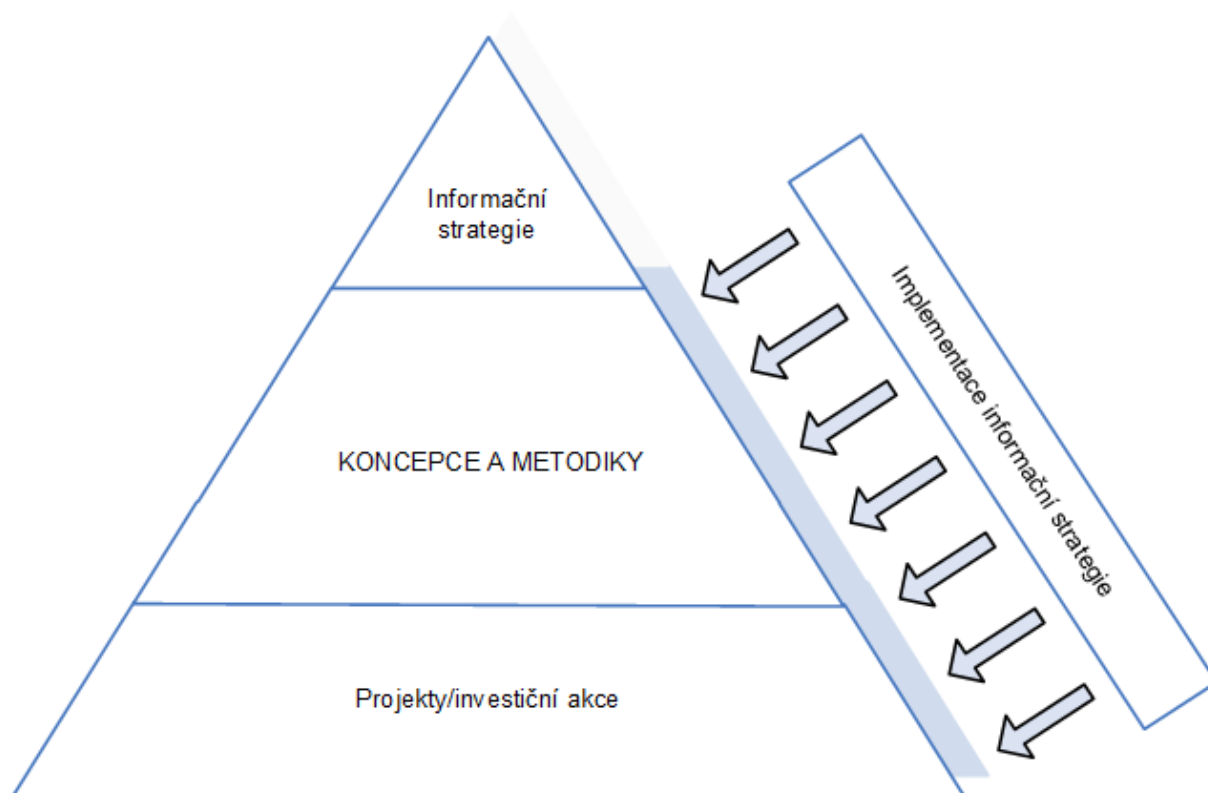 Informační
strategie
KONCEPCE A METODIKY
Projekty/investiční akce
Implementace informační strategie